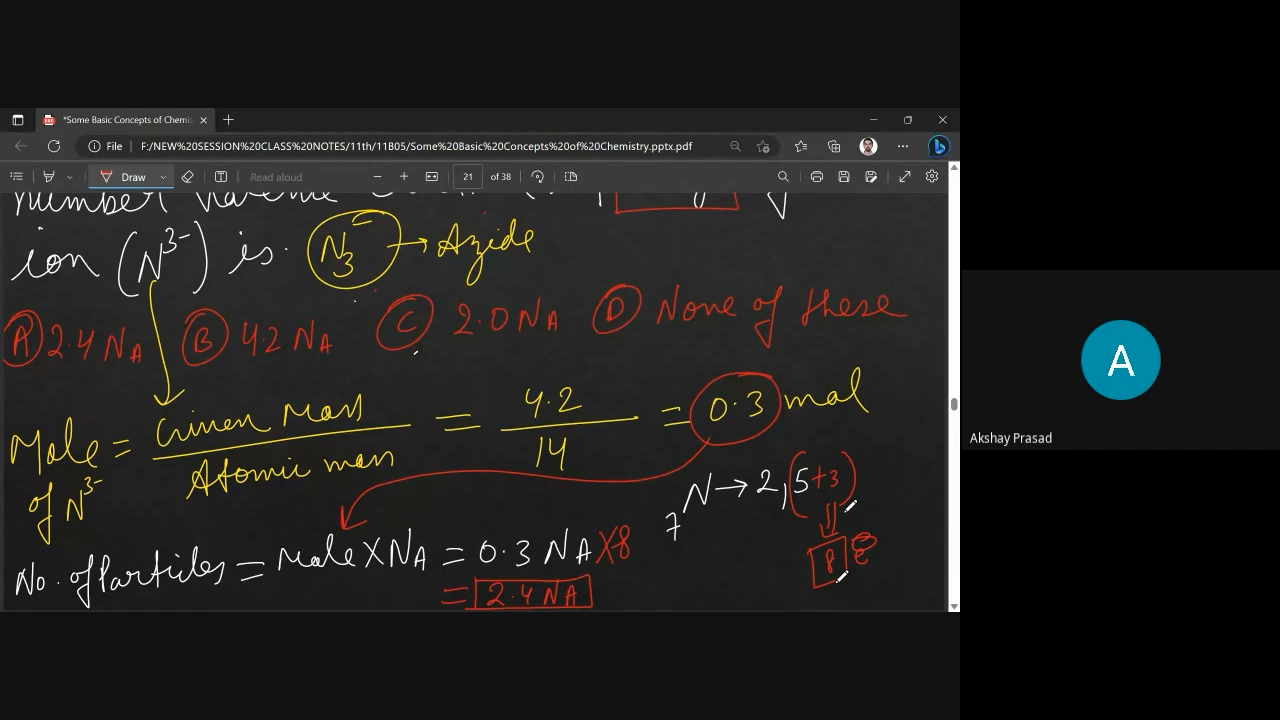 *Some Basic Concepts of Chemis
File F:/NEW%20SESSION%20CLASS%20NOTES/11th/11B05/Some%20Basic%20Concepts%20of%20Chemistry.pptx.pdf
Draw Read aloud 21 of 38
number
ion (N³⁻) is. N₃⁻ → Azide
(A) 2.4 NA (B) 4.2 NA (C) 2.0 NA (D) None of these
Mole of N³⁻ = Given Mass / Atomic mass = 4.2 / 14 = 0.3 mol
₇N → 2, 5 +3
8 e⊖
No. of Particles = Mole X NA = 0.3 NA X 8
= 2.4 NA
A
Akshay Prasad